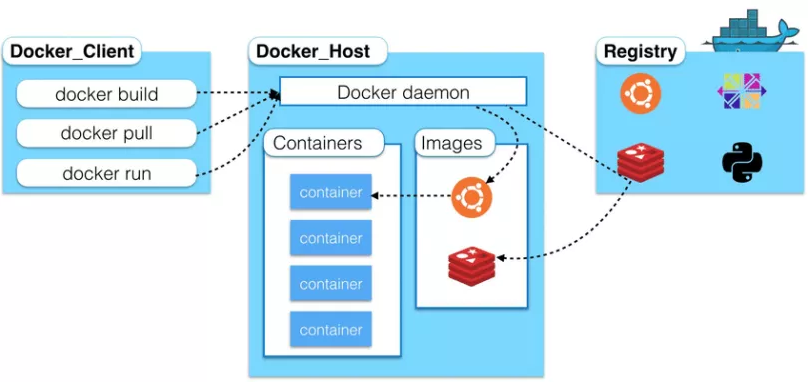 Docker_Client
docker build
docker pull
docker run
Docker_Host
Docker daemon
Containers
container
container
container
container
Images
Registry